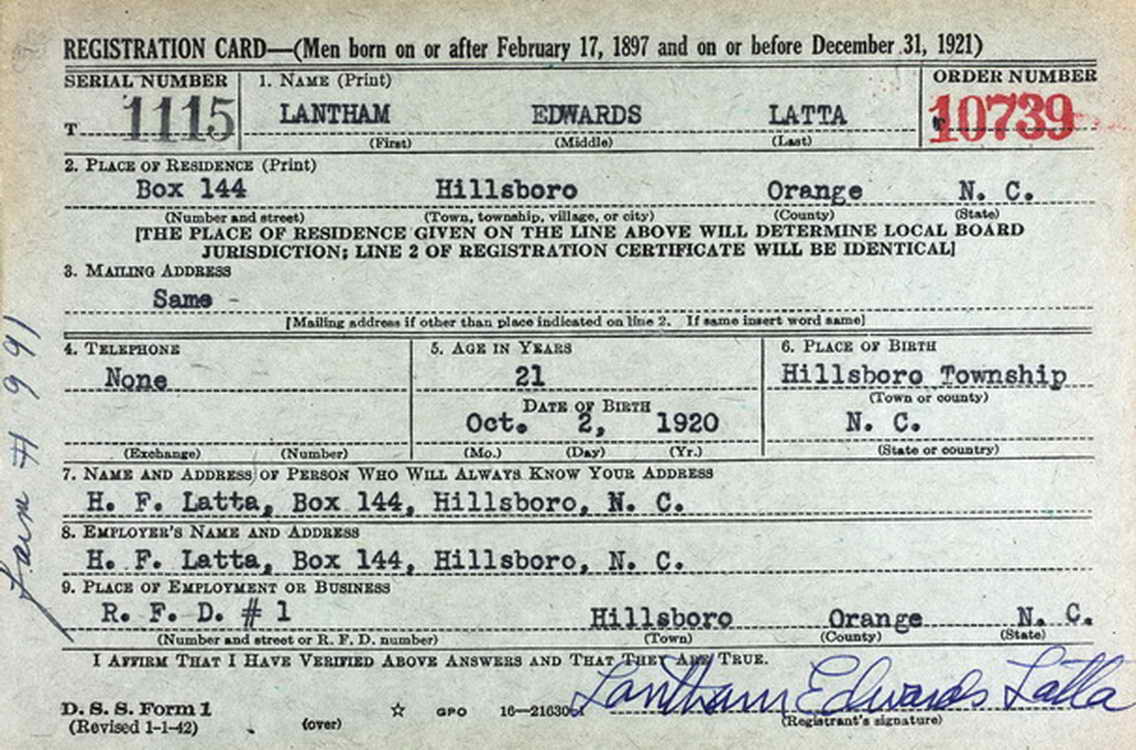 REGISTRATION CARD—(Men born on or after February 17, 1897 and on or before December 31, 1921)
SERIAL NUMBER 1. NAME (Print) ORDER NUMBER
T 1115 LANTHAM EDWARDS LATTA 10739
(First) (Middle) (Last)
2. PLACE OF RESIDENCE (Print)
Box 144 Hillsboro Orange N. C.
(Number and street) (Town, township, village, or city) (County) (State)
[THE PLACE OF RESIDENCE GIVEN ON THE LINE ABOVE WILL DETERMINE LOCAL BOARD
JURISDICTION; LINE 2 OF REGISTRATION CERTIFICATE WILL BE IDENTICAL]
3. MAILING ADDRESS
Same -
[Mailing address if other than place indicated on line 2. If same insert word same]
4. TELEPHONE 5. AGE IN YEARS 6. PLACE OF BIRTH
None 21 Hillsboro Township
DATE OF BIRTH (Town or county)
Oct. 2, 1920 N. C.
(Exchange) (Number) (Mo.) (Day) (Yr.) (State or country)
7. NAME AND ADDRESS OF PERSON WHO WILL ALWAYS KNOW YOUR ADDRESS
H. F. Latta, Box 144, Hillsboro, N. C.
8. EMPLOYER'S NAME AND ADDRESS
H. F. Latta, Box 144, Hillsboro, N. C.
9. PLACE OF EMPLOYMENT OR BUSINESS
R. F. D. # 1 Hillsboro Orange N. C.
(Number and street or R. F. D. number) (Town) (County) (State)
I AFFIRM THAT I HAVE VERIFIED ABOVE ANSWERS AND THAT THEY ARE TRUE.
Lantham Edwards Latta
D. S. S. Form 1 ☆ GPO
(Revised 1-1-42) (over) (Registrant's signature)
# 991